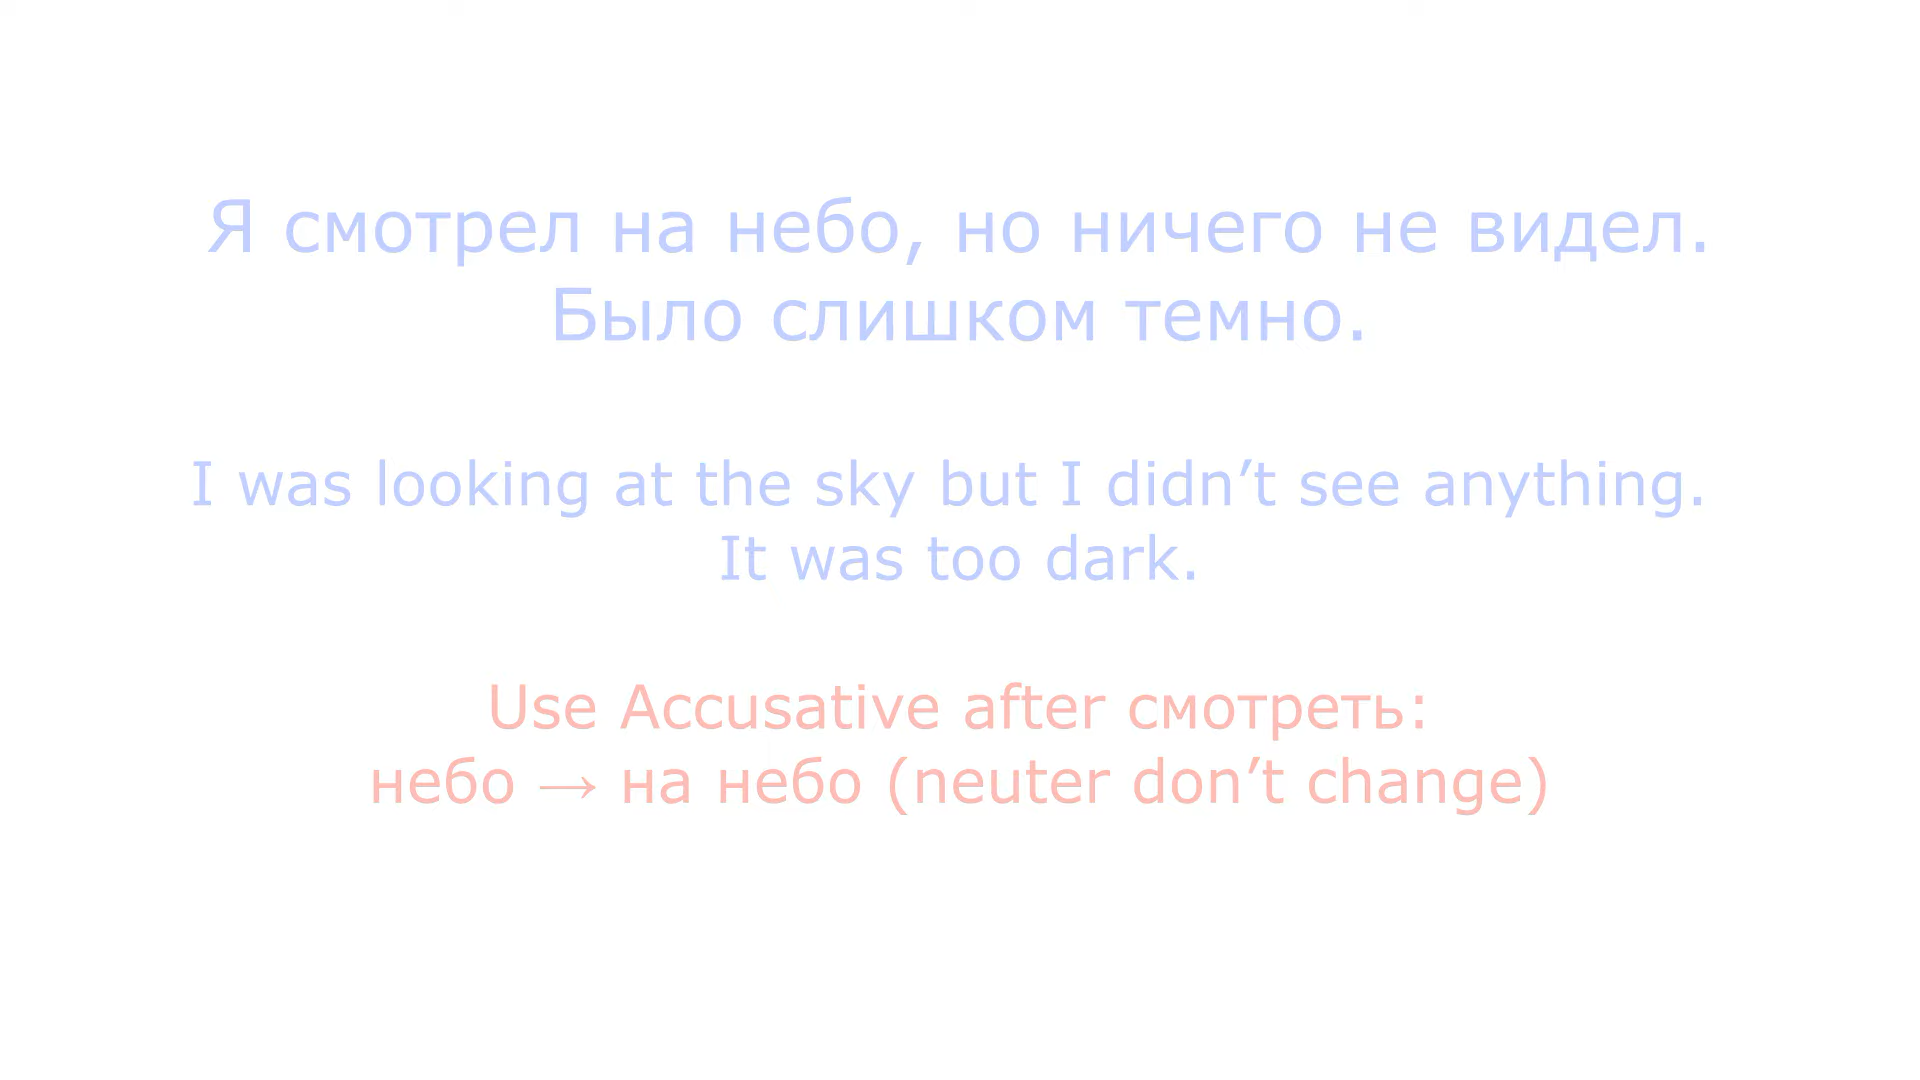 Я смотрел на небо, но ничего не видел.
Было слишком темно.
I was looking at the sky but I didn’t see anything.
It was too dark.
Use Accusative after смотреть:
небо → на небо (neuter don’t change)